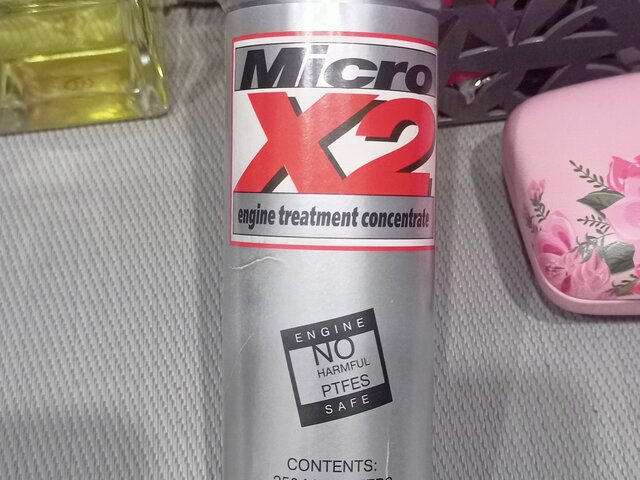 Micro
X2
engine treatment concentrate
ENGINE
NO
HARMFUL
PTFES
SAFE
CONTENTS: